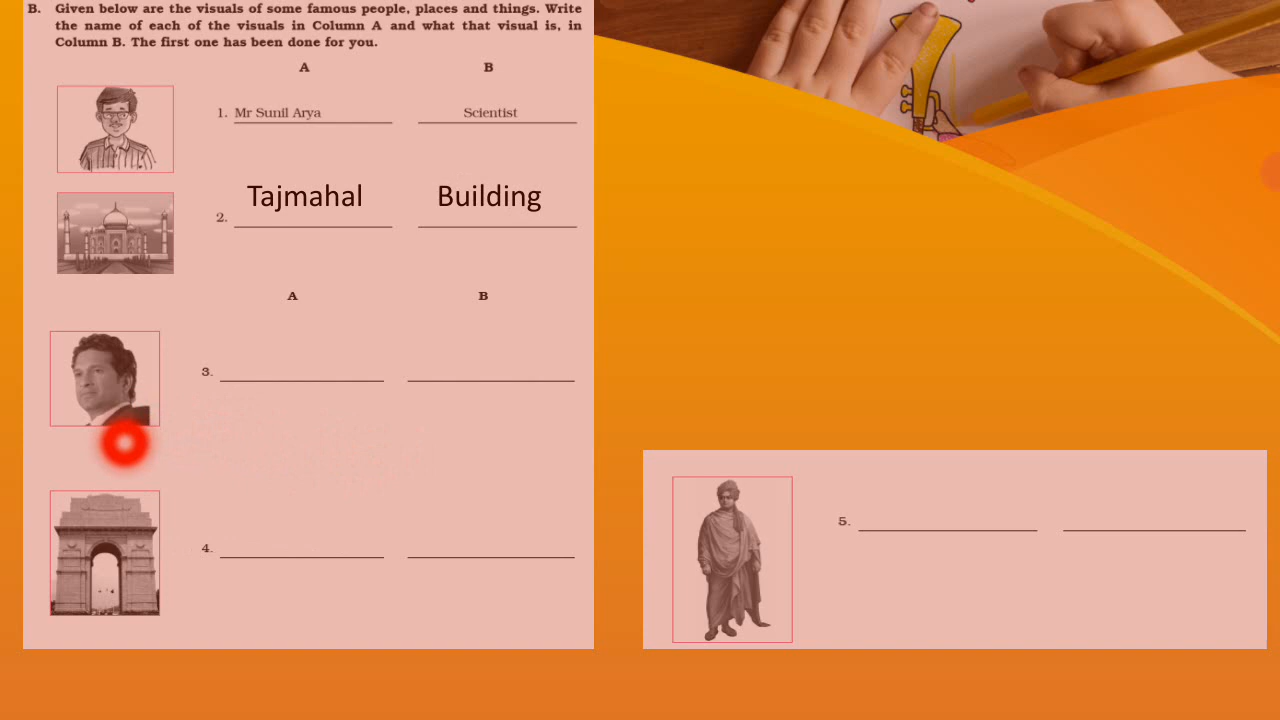 B. Given below are the visuals of some famous people, places and things. Write
the name of each of the visuals in Column A and what that visual is, in
Column B. The first one has been done for you.
A B
1. Mr Sunil Arya Scientist
2. Tajmahal Building
A B
3.
4.
5.